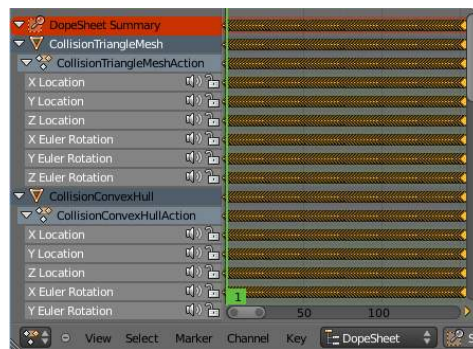 DopeSheet Summary
CollisionTriangleMesh
CollisionTriangleMeshAction
X Location
Y Location
Z Location
X Euler Rotation
Y Euler Rotation
Z Euler Rotation
CollisionConvexHull
CollisionConvexHullAction
X Location
Y Location
Z Location
X Euler Rotation
Y Euler Rotation
1 50 100
View Select Marker Channel Key DopeSheet